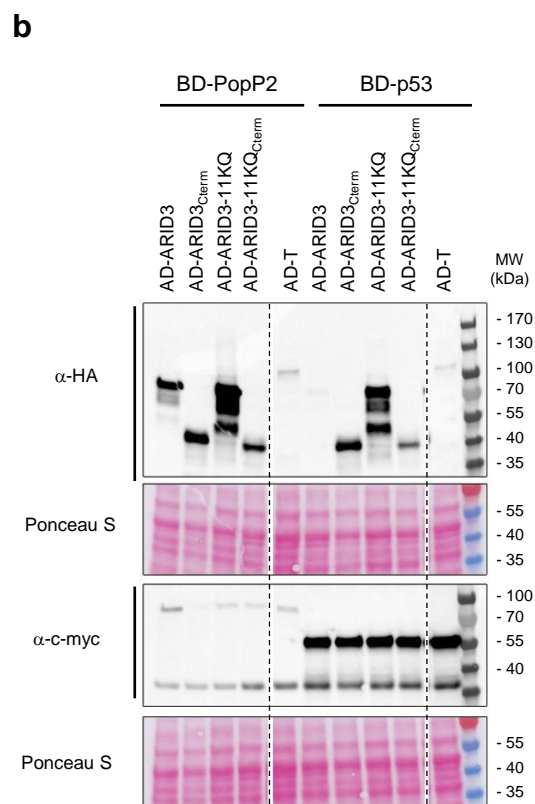 b
BD-PopP2 BD-p53
AD-ARID3 AD-ARID3Cterm AD-ARID3-11KQ AD-ARID3-11KQCterm AD-T AD-ARID3 AD-ARID3Cterm AD-ARID3-11KQ AD-ARID3-11KQCterm AD-T
MW
(kDa)
α-HA
- 170
- 130
- 100
- 70
- 55
- 40
- 35
Ponceau S
- 55
- 40
- 35
α-c-myc
- 100
- 70
- 55
- 40
Ponceau S
- 55
- 40
- 35